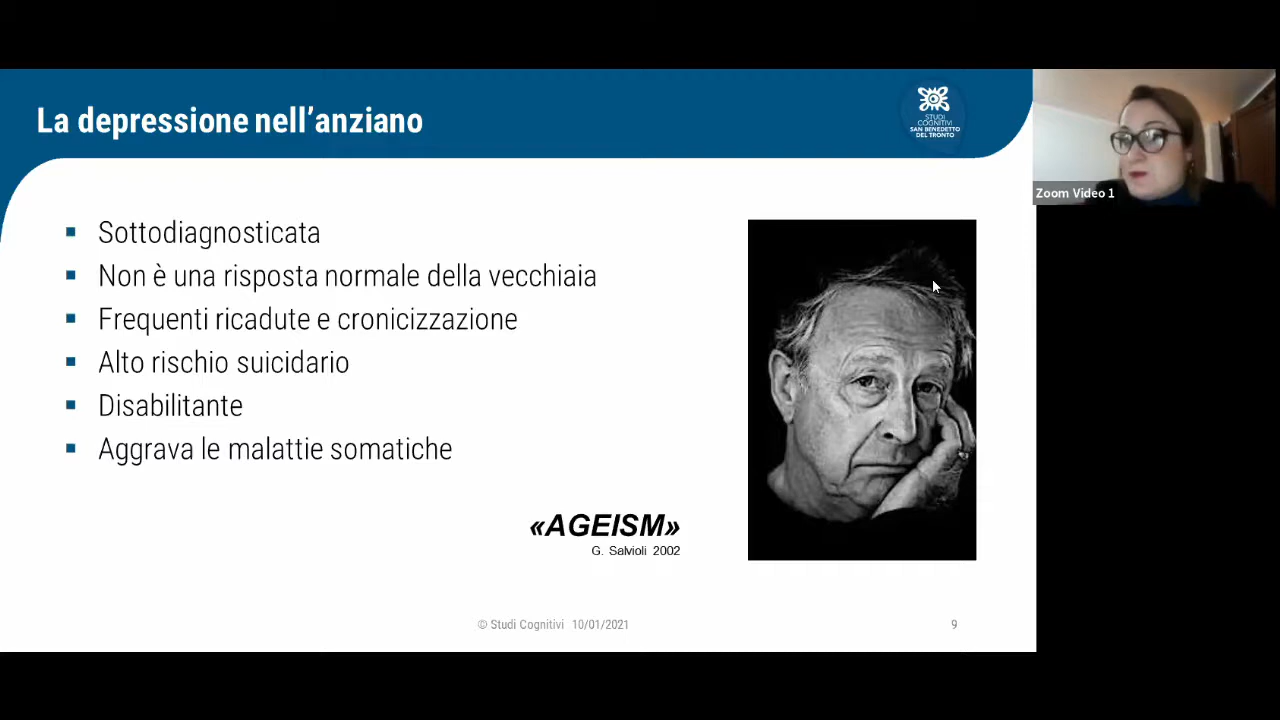 La depressione nell'anziano
STUDI
COGNITIVI
SAN BENEDETTO
DEL TRONTO
Zoom Video 1
Sottodiagnosticata
Non è una risposta normale della vecchiaia
Frequenti ricadute e cronicizzazione
Alto rischio suicidario
Disabilitante
Aggrava le malattie somatiche
«AGEISM»
G. Salvioli 2002
© Studi Cognitivi 10/01/2021
9